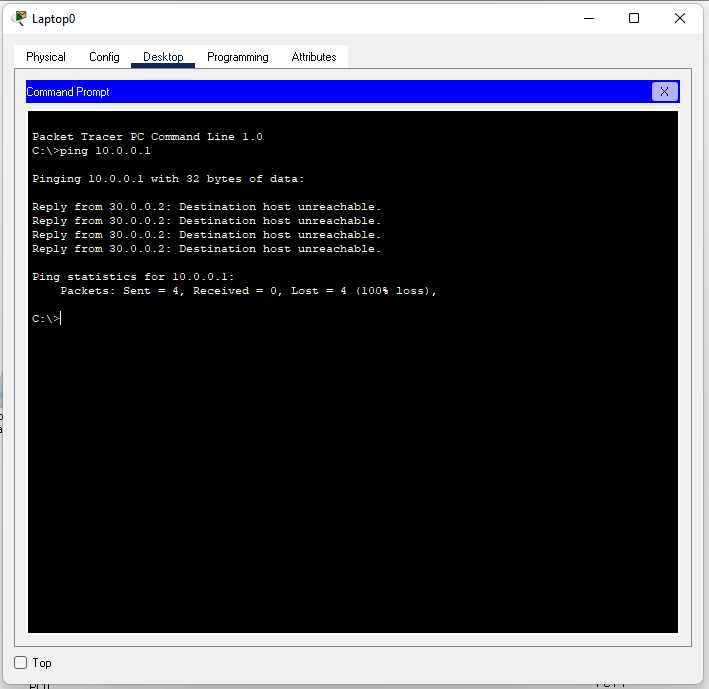 Laptop0
Physical Config Desktop Programming Attributes
Command Prompt X
Packet Tracer PC Command Line 1.0
C:\>ping 10.0.0.1
Pinging 10.0.0.1 with 32 bytes of data:
Reply from 30.0.0.2: Destination host unreachable.
Reply from 30.0.0.2: Destination host unreachable.
Reply from 30.0.0.2: Destination host unreachable.
Reply from 30.0.0.2: Destination host unreachable.
Ping statistics for 10.0.0.1:
Packets: Sent = 4, Received = 0, Lost = 4 (100% loss),
C:\>
Top